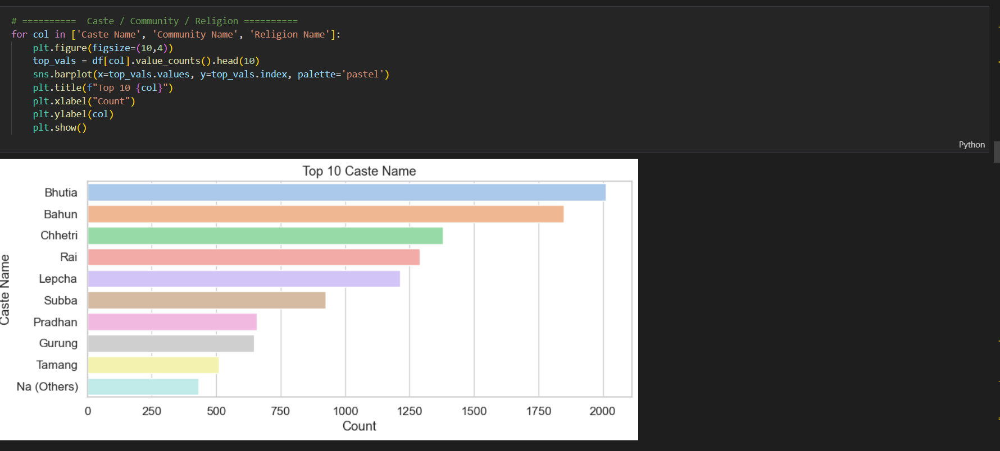 # ==========  Caste / Community / Religion ==========
for col in ['Caste Name', 'Community Name', 'Religion Name']:
    plt.figure(figsize=(10,4))
    top_vals = df[col].value_counts().head(10)
    sns.barplot(x=top_vals.values, y=top_vals.index, palette='pastel')
    plt.title(f"Top 10 {col}")
    plt.xlabel("Count")
    plt.ylabel(col)
    plt.show()
Python
Top 10 Caste Name
Caste Name
Bhutia
Bahun
Chhetri
Rai
Lepcha
Subba
Pradhan
Gurung
Tamang
Na (Others)
0 250 500 750 1000 1250 1500 1750 2000
Count